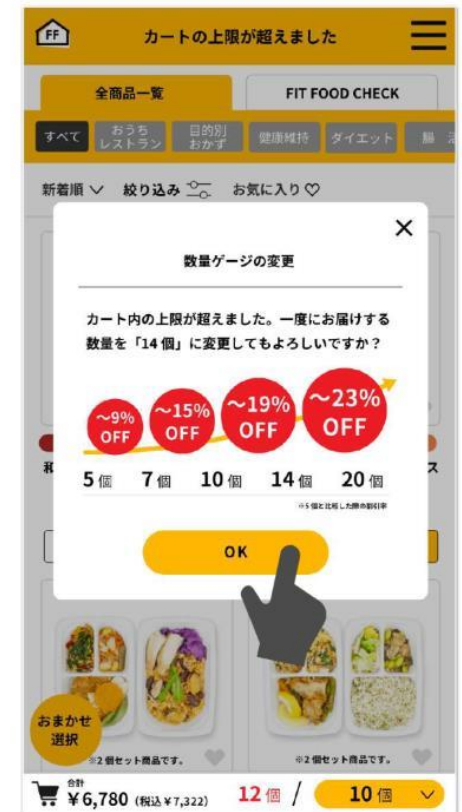 FF
カートの上限が超えました
全商品一覧
FIT FOOD CHECK
すべて
おうち
レストラン
目的別
おかず
健康維持
ダイエット
腸
新着順
絞り込み
お気に入り
数量ゲージの変更
カート内の上限が超えました。一度にお届けする
数量を「14個」に変更してもよろしいですか？
～9%
OFF
～15%
OFF
～19%
OFF
～23%
OFF
5個 7個 10個 14個 20個
※5個と比較した際の割引率
和
ス
OK
おまかせ
選択
※2個セット商品です。
※2個セット商品です。
合計
¥6,780 (税込¥7,322)
12個 / 10個